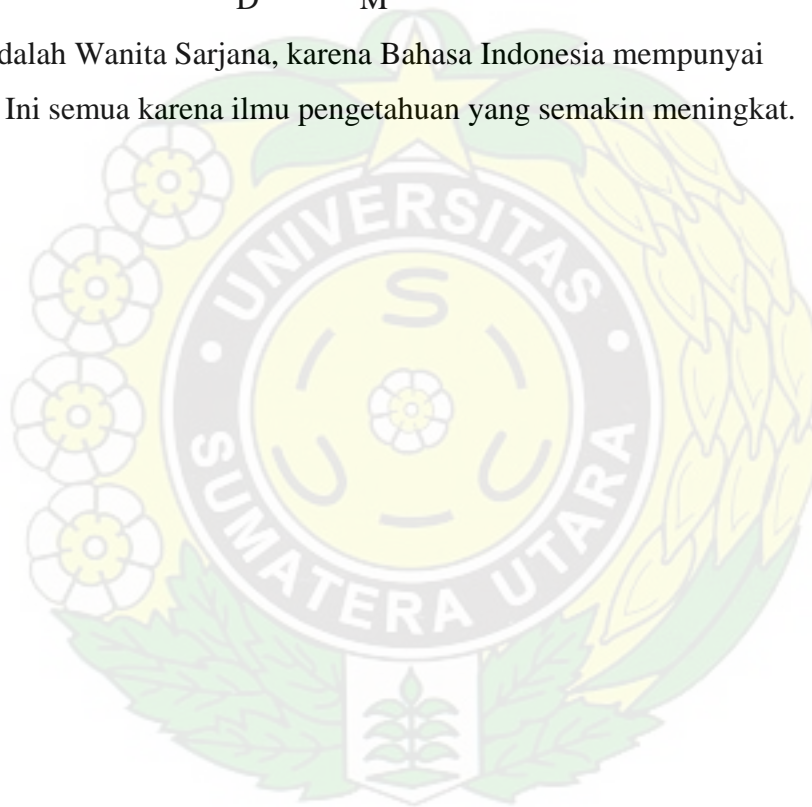 D M
dalah Wanita Sarjana, karena Bahasa Indonesia mempunyai
Ini semua karena ilmu pengetahuan yang semakin meningkat.
UNIVERSITAS
S
U U
SUMATERA UTARA